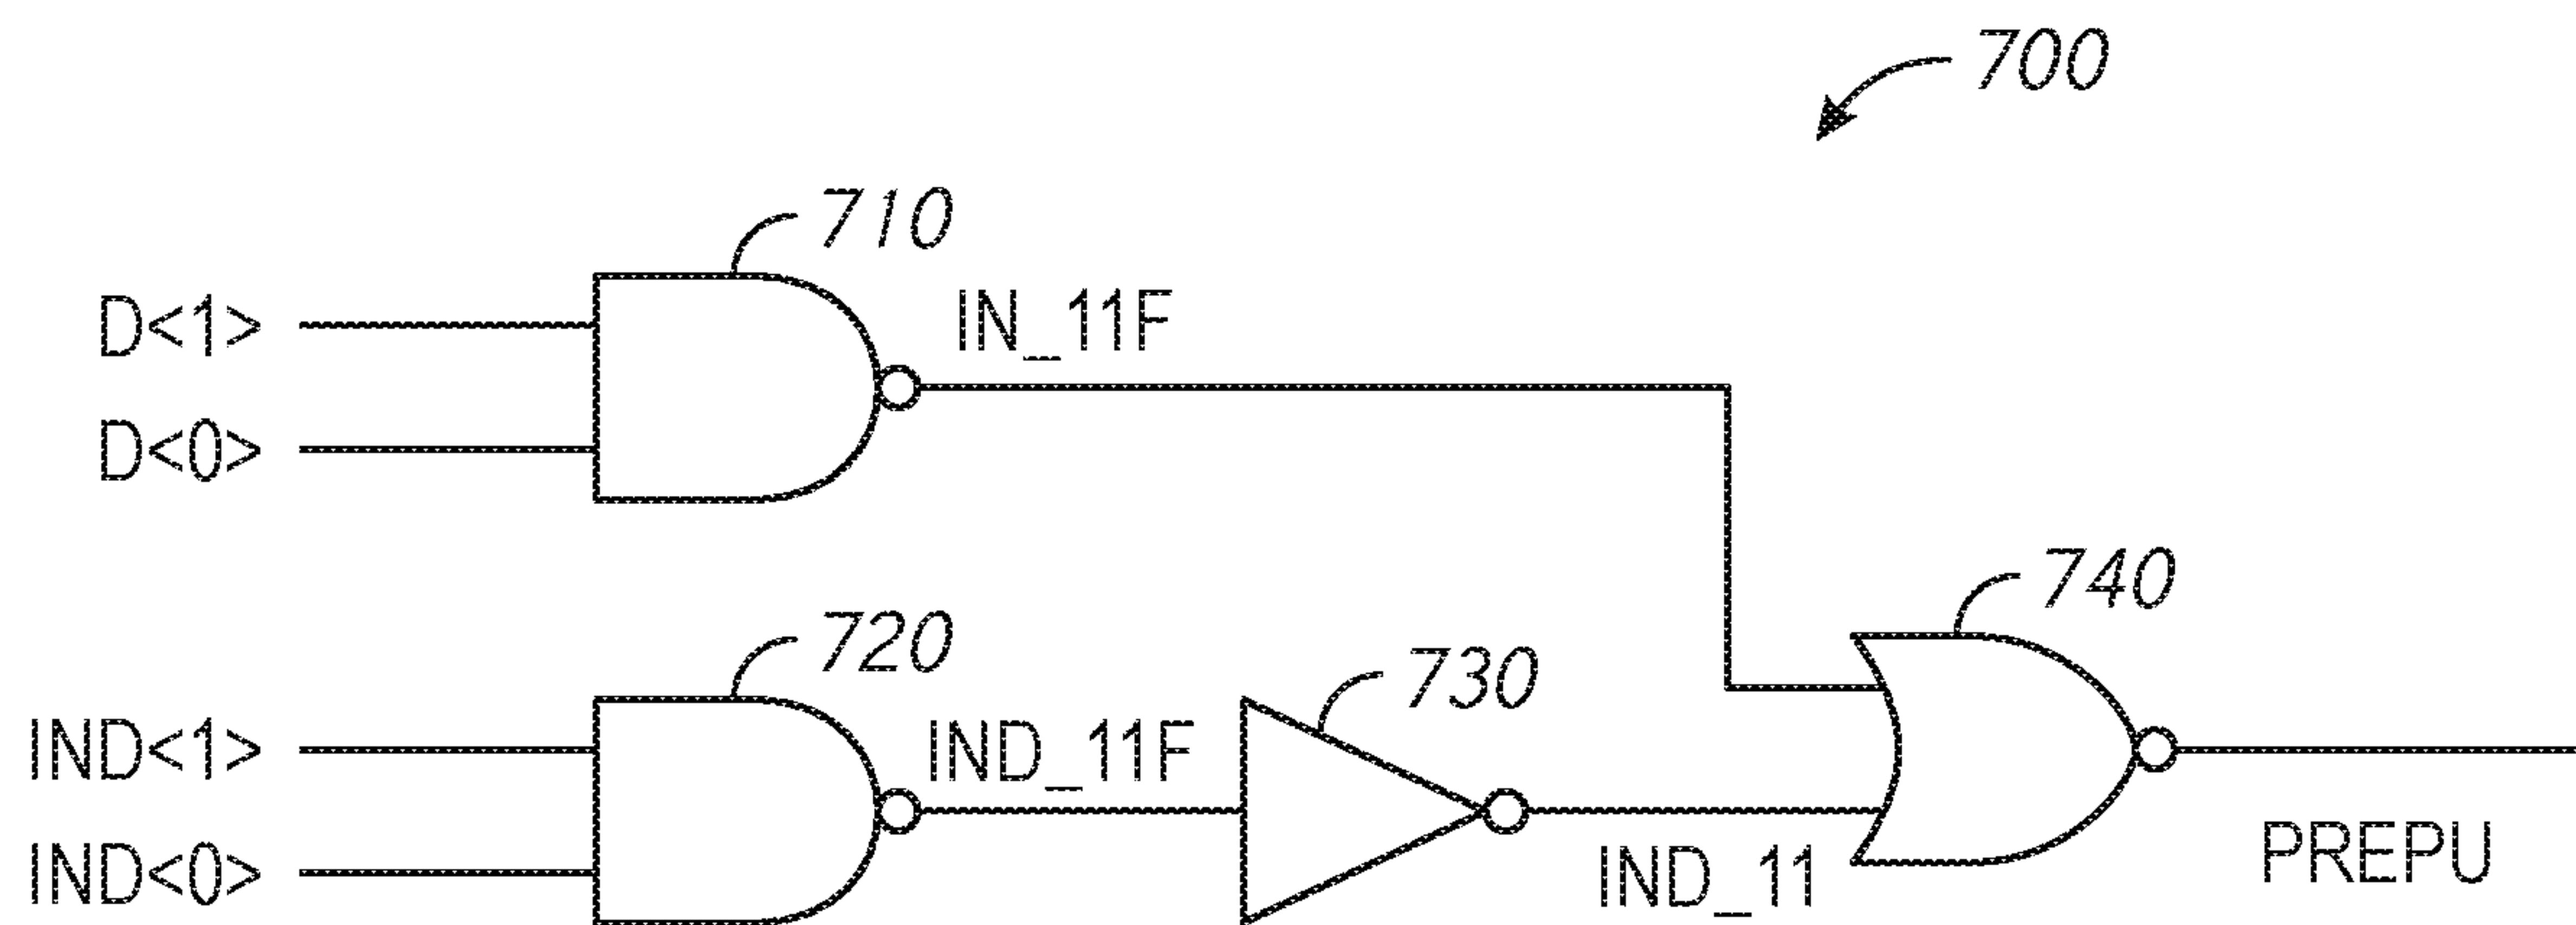 700
710
D<1>
IN_11F
D<0>
740
720
730
IND<1>
IND_11F
IND<0>
IND_11
PREPU